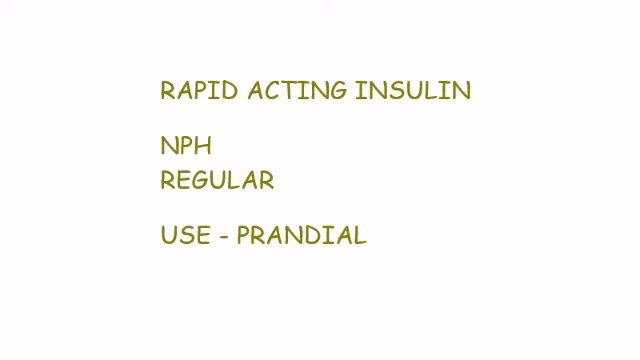 RAPID ACTING INSULIN
NPH
REGULAR
USE - PRANDIAL